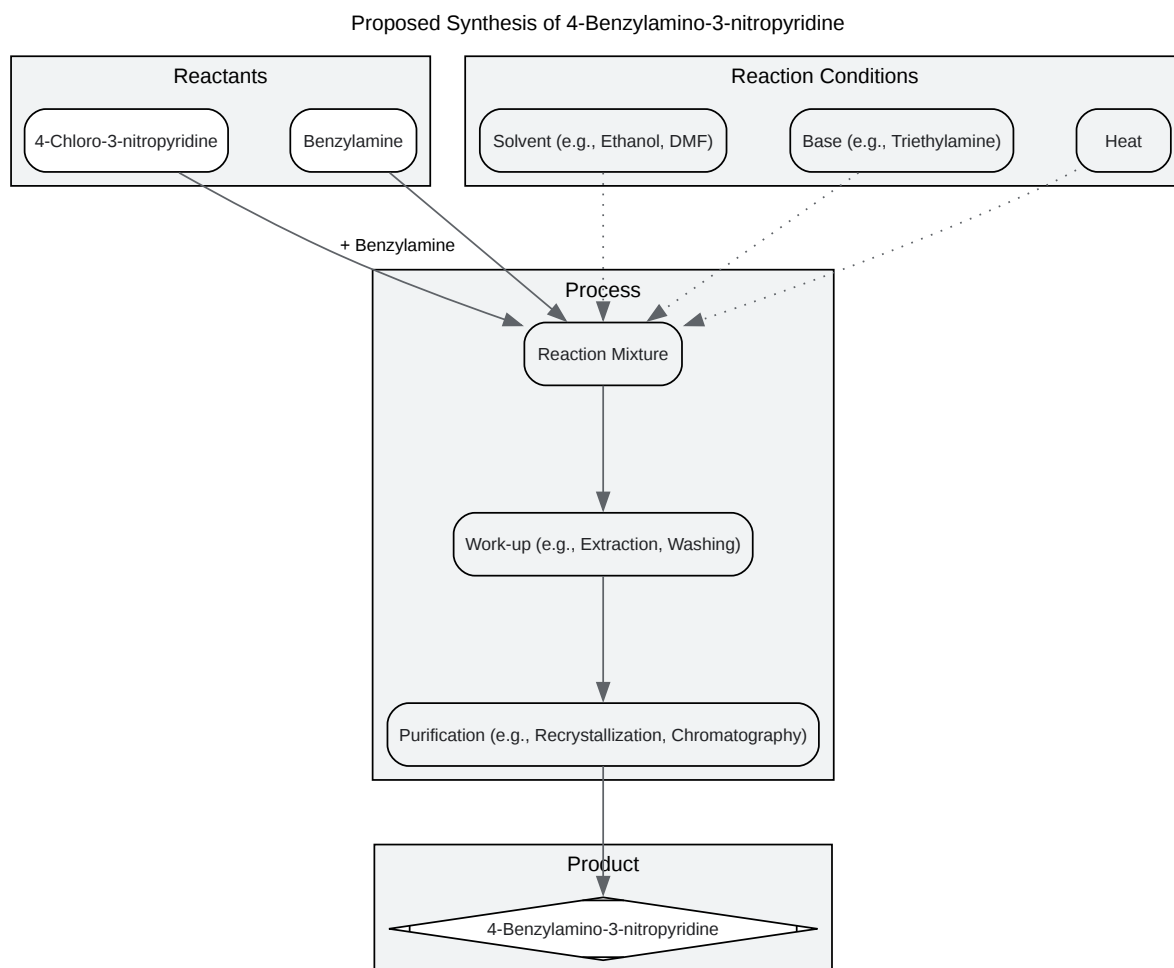 Proposed Synthesis of 4-Benzylamino-3-nitropyridine
Reactants
Reaction Conditions
4-Chloro-3-nitropyridine
Benzylamine
Solvent (e.g., Ethanol, DMF)
Base (e.g., Triethylamine)
Heat
+ Benzylamine
Process
Reaction Mixture
Work-up (e.g., Extraction, Washing)
Purification (e.g., Recrystallization, Chromatography)
Product
4-Benzylamino-3-nitropyridine